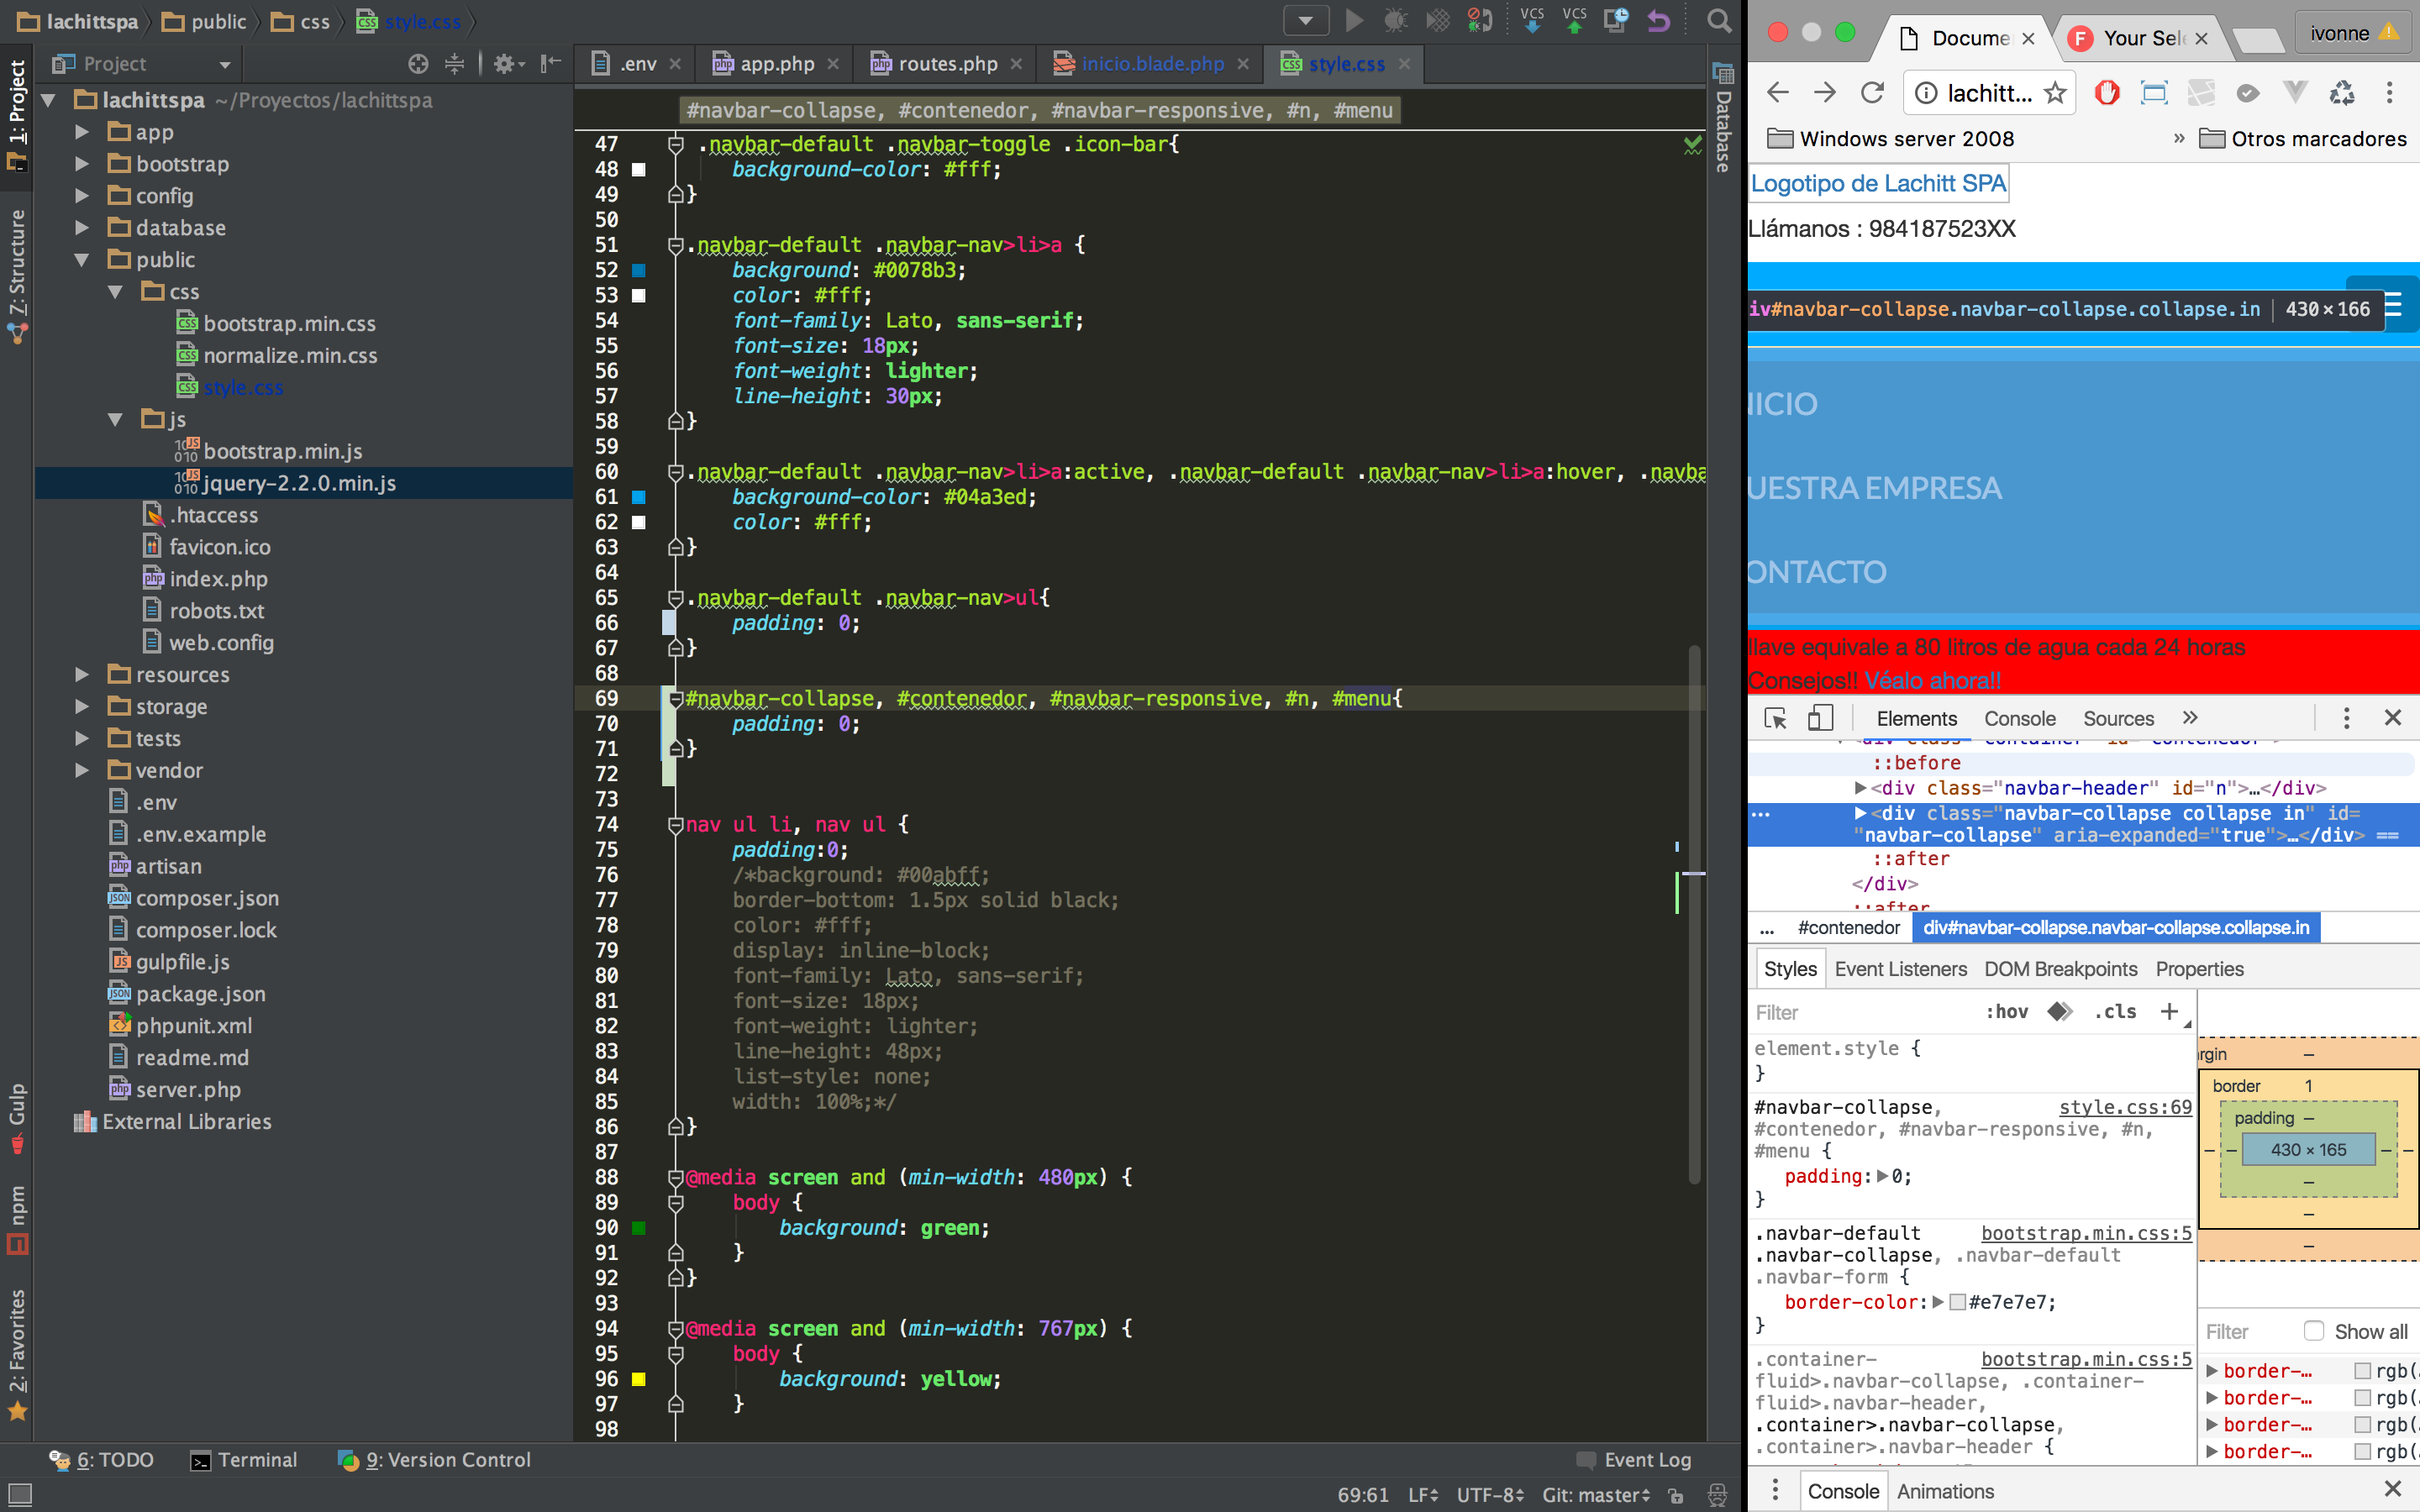 lachittspa public css style.css
Project
lachittspa ~/Proyectos/lachittspa
app
bootstrap
config
database
public
css
bootstrap.min.css
normalize.min.css
style.css
js
bootstrap.min.js
jquery-2.2.0.min.js
.htaccess
favicon.ico
index.php
robots.txt
web.config
resources
storage
tests
vendor
.env
.env.example
artisan
composer.json
composer.lock
gulpfile.js
package.json
phpunit.xml
readme.md
server.php
External Libraries
1: Project
Z: Structure
Gulp
npm
2: Favorites
VCS VCS
.env app.php routes.php inicio.blade.php style.css
#navbar-collapse, #contenedor, #navbar-responsive, #n, #menu
47 .navbar-default .navbar-toggle .icon-bar{
48 background-color: #fff;
49 }
50
51 .navbar-default .navbar-nav>li>a {
52 background: #0078b3;
53 color: #fff;
54 font-family: Lato, sans-serif;
55 font-size: 18px;
56 font-weight: lighter;
57 line-height: 30px;
58 }
59
60 .navbar-default .navbar-nav>li>a:active, .navbar-default .navbar-nav>li>a:hover, .navba
61 background-color: #04a3ed;
62 color: #fff;
63 }
64
65 .navbar-default .navbar-nav>ul{
66 padding: 0;
67 }
68
69 #navbar-collapse, #contenedor, #navbar-responsive, #n, #menu{
70 padding: 0;
71 }
72
73
74 nav ul li, nav ul {
75 padding:0;
76 /*background: #00abff;
77 border-bottom: 1.5px solid black;
78 color: #fff;
79 display: inline-block;
80 font-family: Lato, sans-serif;
81 font-size: 18px;
82 font-weight: lighter;
83 line-height: 48px;
84 list-style: none;
85 width: 100%;*/
86 }
87
88 @media screen and (min-width: 480px) {
89 body {
90 background: green;
91 }
92 }
93
94 @media screen and (min-width: 767px) {
95 body {
96 background: yellow;
97 }
98
Database
6: TODO Terminal 9: Version Control Event Log
69:61 LF UTF-8 Git: master
Docume Your Sele ivonne
lachitt...
Windows server 2008 » Otros marcadores
Logotipo de Lachitt SPA
Llámanos : 984187523XX
iv#navbar-collapse.navbar-collapse.collapse.in 430 × 166
NICIO
UESTRA EMPRESA
ONTACTO
llave equivale a 80 litros de agua cada 24 horas
Consejos!! Véalo ahora!!
Elements Console Sources »
<div class="container" id="contenedor">
::before
<div class="navbar-header" id="n">…</div>
<div class="navbar-collapse collapse in" id=
"navbar-collapse" aria-expanded="true">…</div> ==
::after
</div>
::after
... #contenedor div#navbar-collapse.navbar-collapse.collapse.in
Styles Event Listeners DOM Breakpoints Properties
Filter :hov .cls +
element.style {
}
#navbar-collapse, style.css:69
#contenedor, #navbar-responsive, #n,
#menu {
padding: 0;
}
.navbar-default bootstrap.min.css:5
.navbar-collapse, .navbar-default
.navbar-form {
border-color: #e7e7e7;
}
.container- bootstrap.min.css:5
fluid>.navbar-collapse, .container-
fluid>.navbar-header,
.container>.navbar-collapse,
.container>.navbar-header {
rgin –
border 1
padding –
– – 430 × 165 – –
–
–
–
Filter Show all
border-… rgb(
border-… rgb(
border-… rgb(
border-… rgb(
Console Animations